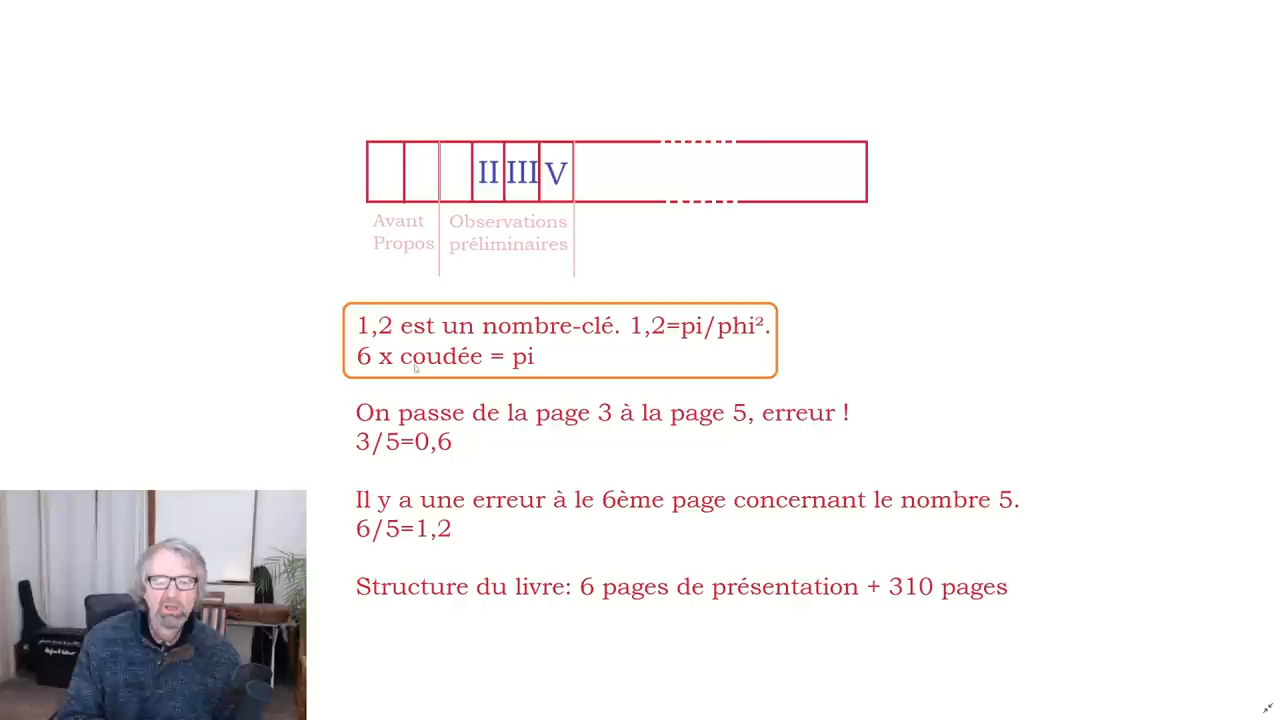 II III V
Avant Observations
Propos préliminaires
1,2 est un nombre-clé. 1,2=pi/phi².
6 x coudée = pi
On passe de la page 3 à la page 5, erreur !
3/5=0,6
Il y a une erreur à le 6ème page concernant le nombre 5.
6/5=1,2
Structure du livre: 6 pages de présentation + 310 pages